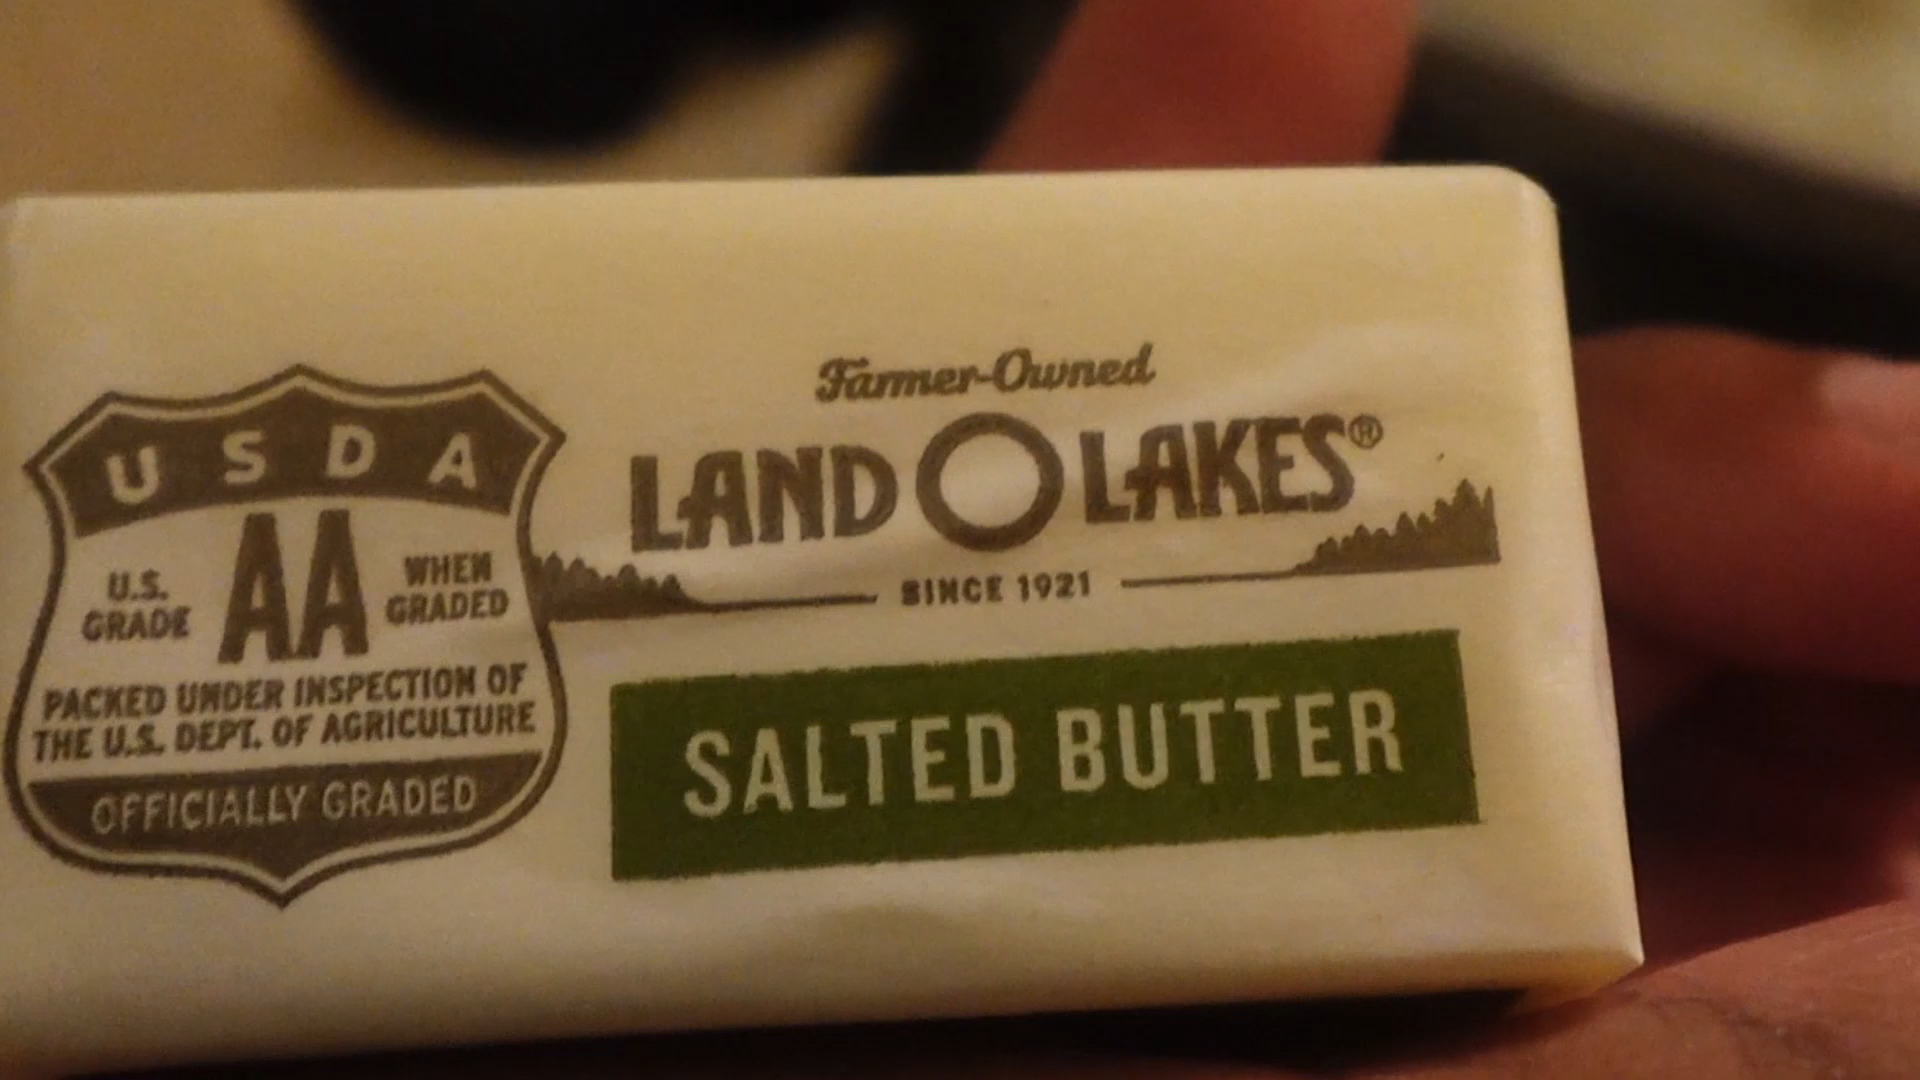 USDA
U.S. GRADE
AA
WHEN GRADED
PACKED UNDER INSPECTION OF
THE U.S. DEPT. OF AGRICULTURE
OFFICIALLY GRADED
Farmer-Owned
LAND O LAKES®
SINCE 1921
SALTED BUTTER